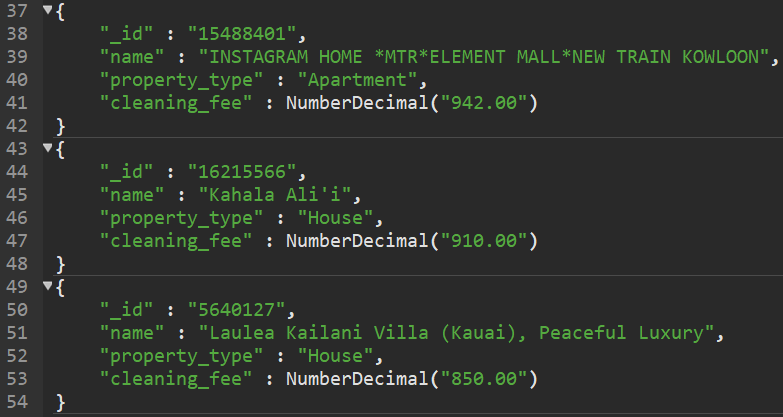 37 {
38 "_id" : "15488401",
39 "name" : "INSTAGRAM HOME *MTR*ELEMENT MALL*NEW TRAIN KOWLOON",
40 "property_type" : "Apartment",
41 "cleaning_fee" : NumberDecimal("942.00")
42 }
43 {
44 "_id" : "16215566",
45 "name" : "Kahala Ali'i",
46 "property_type" : "House",
47 "cleaning_fee" : NumberDecimal("910.00")
48 }
49 {
50 "_id" : "5640127",
51 "name" : "Laulea Kailani Villa (Kauai), Peaceful Luxury",
52 "property_type" : "House",
53 "cleaning_fee" : NumberDecimal("850.00")
54 }